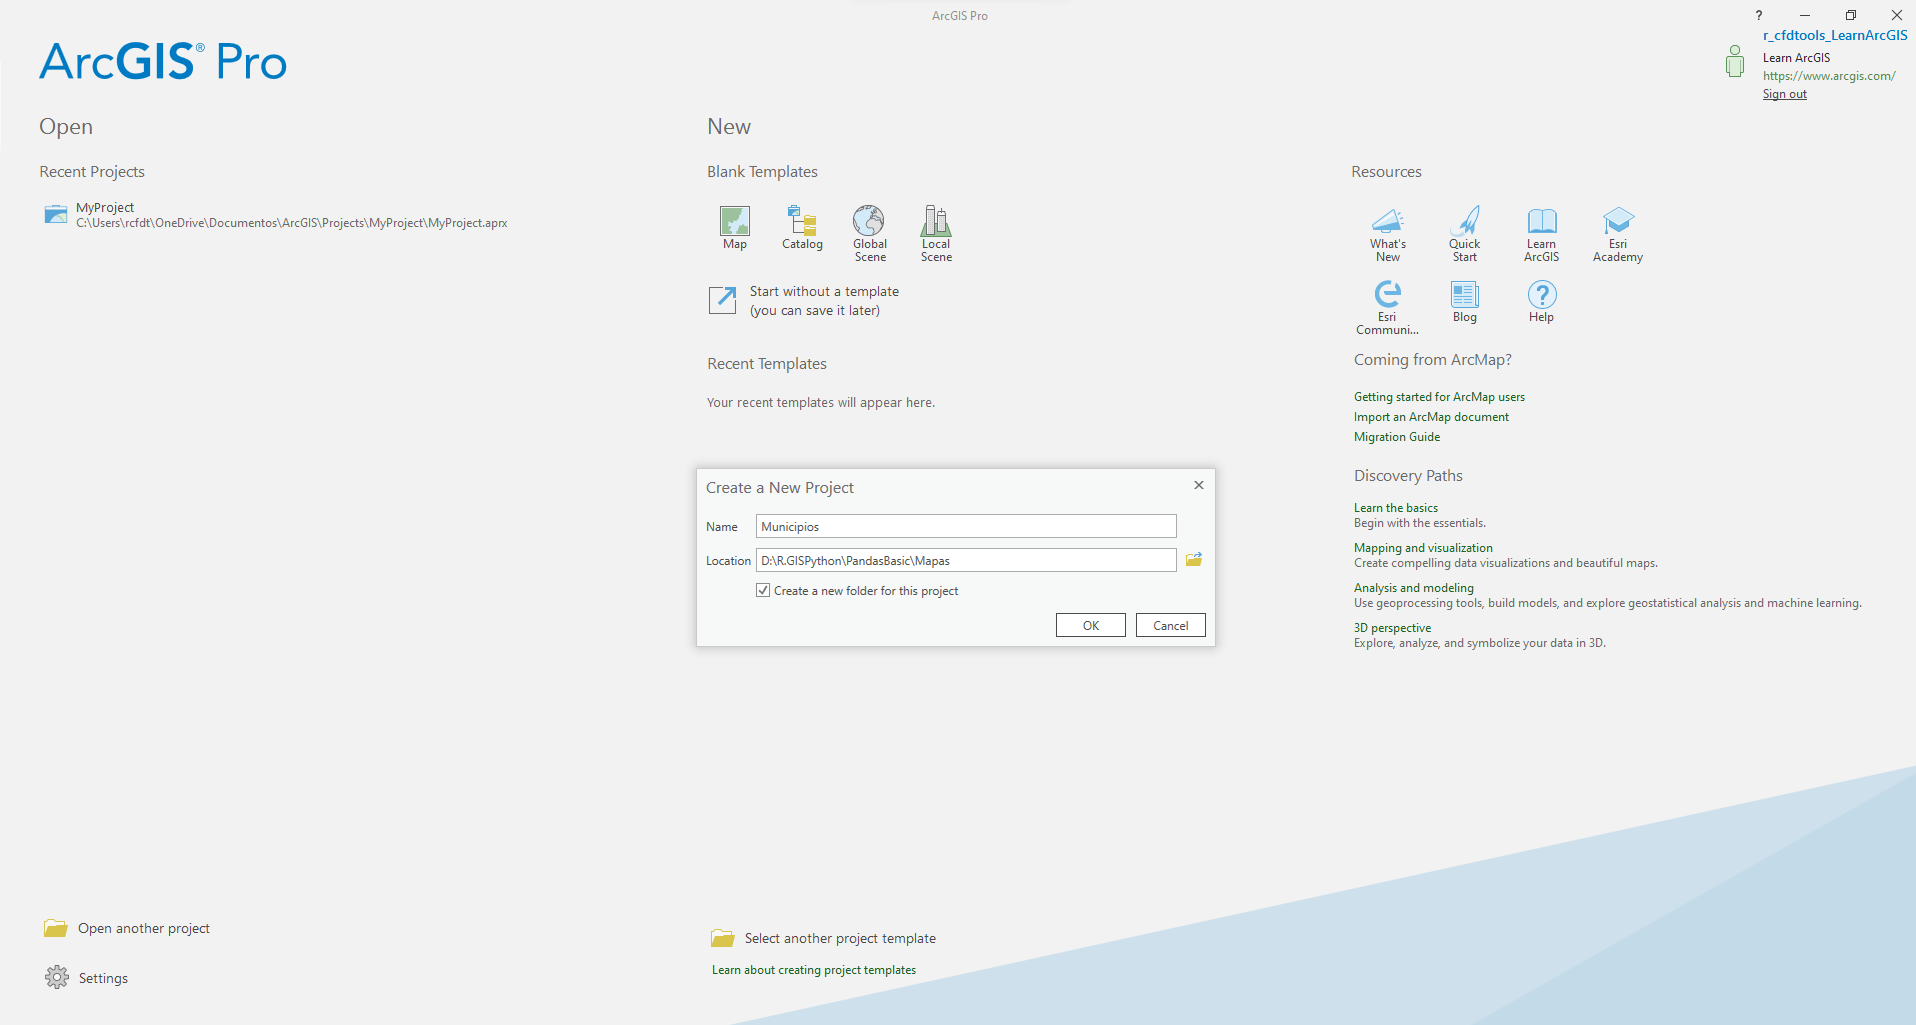 ArcGIS Pro
?
r_cfdtools_LearnArcGIS
Learn ArcGIS
https://www.arcgis.com/
Sign out
ArcGIS® Pro
Open
Recent Projects
MyProject
C:\Users\rcfdt\OneDrive\Documentos\ArcGIS\Projects\MyProject\MyProject.aprx
Open another project
Settings
New
Blank Templates
Map
Catalog
Global
Scene
Local
Scene
Start without a template
(you can save it later)
Recent Templates
Your recent templates will appear here.
Create a New Project
Name
Municipios
Location
D:\R.GISPython\PandasBasic\Mapas
Create a new folder for this project
OK
Cancel
Select another project template
Learn about creating project templates
Resources
What's
New
Quick
Start
Learn
ArcGIS
Esri
Academy
Esri
Communi...
Blog
Help
Coming from ArcMap?
Getting started for ArcMap users
Import an ArcMap document
Migration Guide
Discovery Paths
Learn the basics
Begin with the essentials.
Mapping and visualization
Create compelling data visualizations and beautiful maps.
Analysis and modeling
Use geoprocessing tools, build models, and explore geostatistical analysis and machine learning.
3D perspective
Explore, analyze, and symbolize your data in 3D.